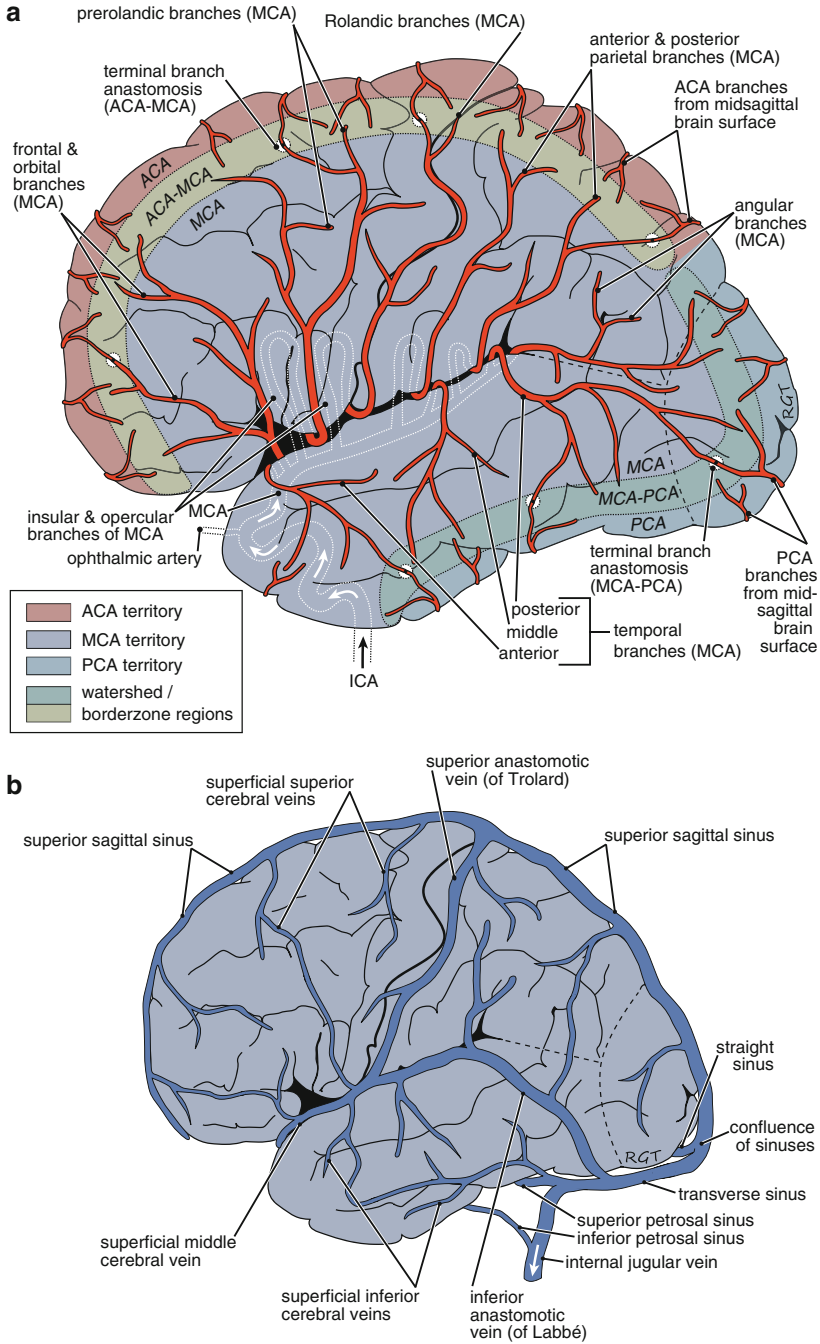 a
prerolandic branches (MCA)
Rolandic branches (MCA)
anterior & posterior
parietal branches (MCA)
terminal branch
anastomosis
(ACA-MCA)
ACA branches
from midsagittal
brain surface
frontal &
orbital
branches
(MCA)
ACA
ACA-MCA
MCA
angular
branches
(MCA)
RGT
MCA
MCA-PCA
PCA
MCA
insular & opercular
branches of MCA
ophthalmic artery
terminal branch
anastomosis
(MCA-PCA)
PCA
branches
from mid-
sagittal
brain
surface
posterior
middle
anterior
temporal
branches (MCA)
ICA
ACA territory
MCA territory
PCA territory
watershed /
borderzone regions
b
superficial superior
cerebral veins
superior anastomotic
vein (of Trolard)
superior sagittal sinus
superior sagittal sinus
straight
sinus
confluence
of sinuses
RGT
transverse sinus
superior petrosal sinus
inferior petrosal sinus
internal jugular vein
superficial middle
cerebral vein
superficial inferior
cerebral veins
inferior
anastomotic
vein (of Labbé)